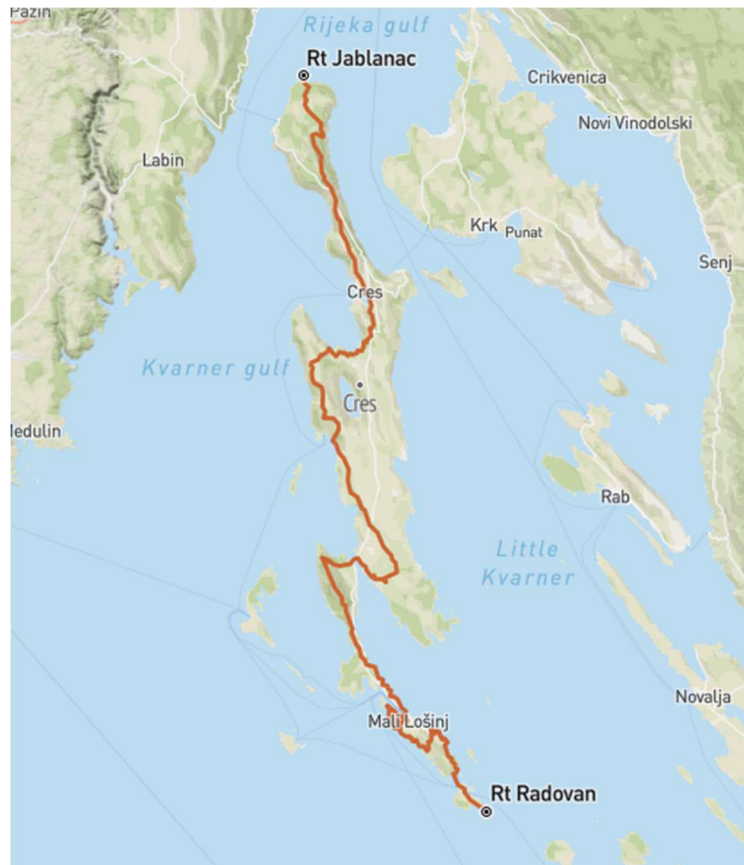 Pazin
Rijeka gulf
Rt Jablanac
Crikvenica
Novi Vinodolski
Labin
Krk
Punat
Senj
Cres
Kvarner gulf
Cres
Medulin
Rab
Little
Kvarner
Novalja
Mali Lošinj
Rt Radovan